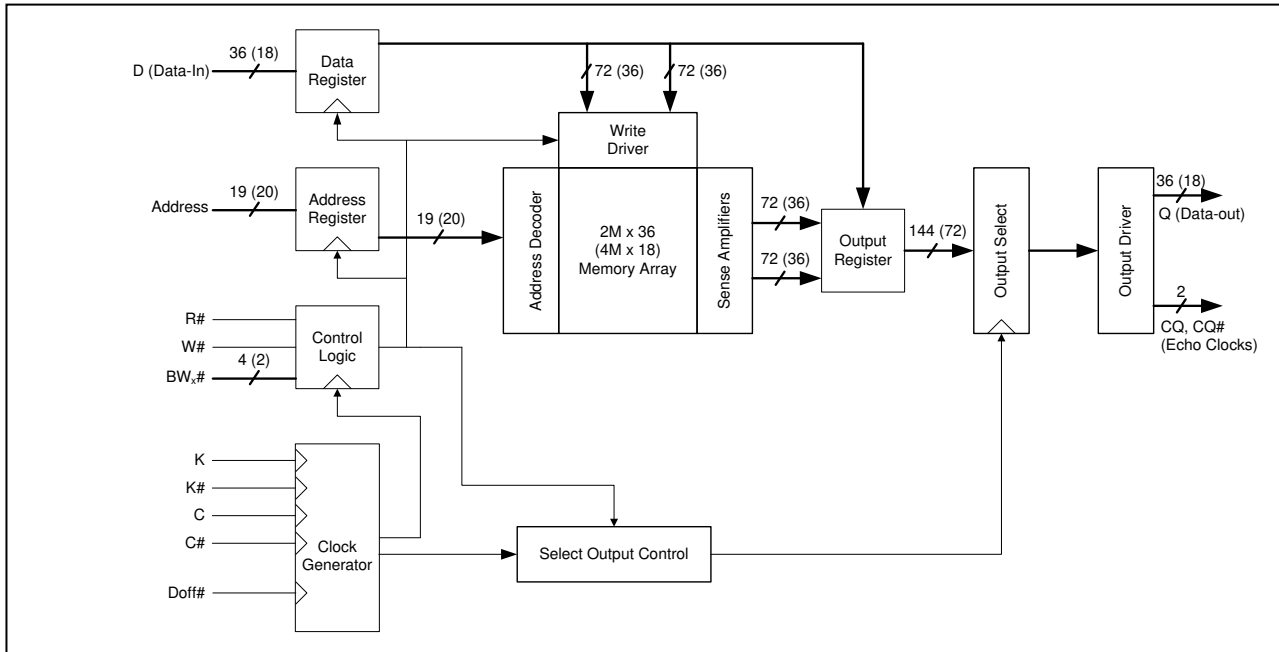 36 (18)
D (Data-In)
Data
Register
72 (36)
72 (36)
Write
Driver
19 (20)
Address
Address
Register
19 (20)
Address Decoder
2M x 36
(4M x 18)
Memory Array
Sense Amplifiers
72 (36)
72 (36)
Output
Register
144 (72)
Output Select
Output Driver
36 (18)
Q (Data-out)
2
CQ, CQ#
(Echo Clocks)
R#
W#
4 (2)
BWx#
Control
Logic
K
K#
C
C#
Doff#
Clock
Generator
Select Output Control